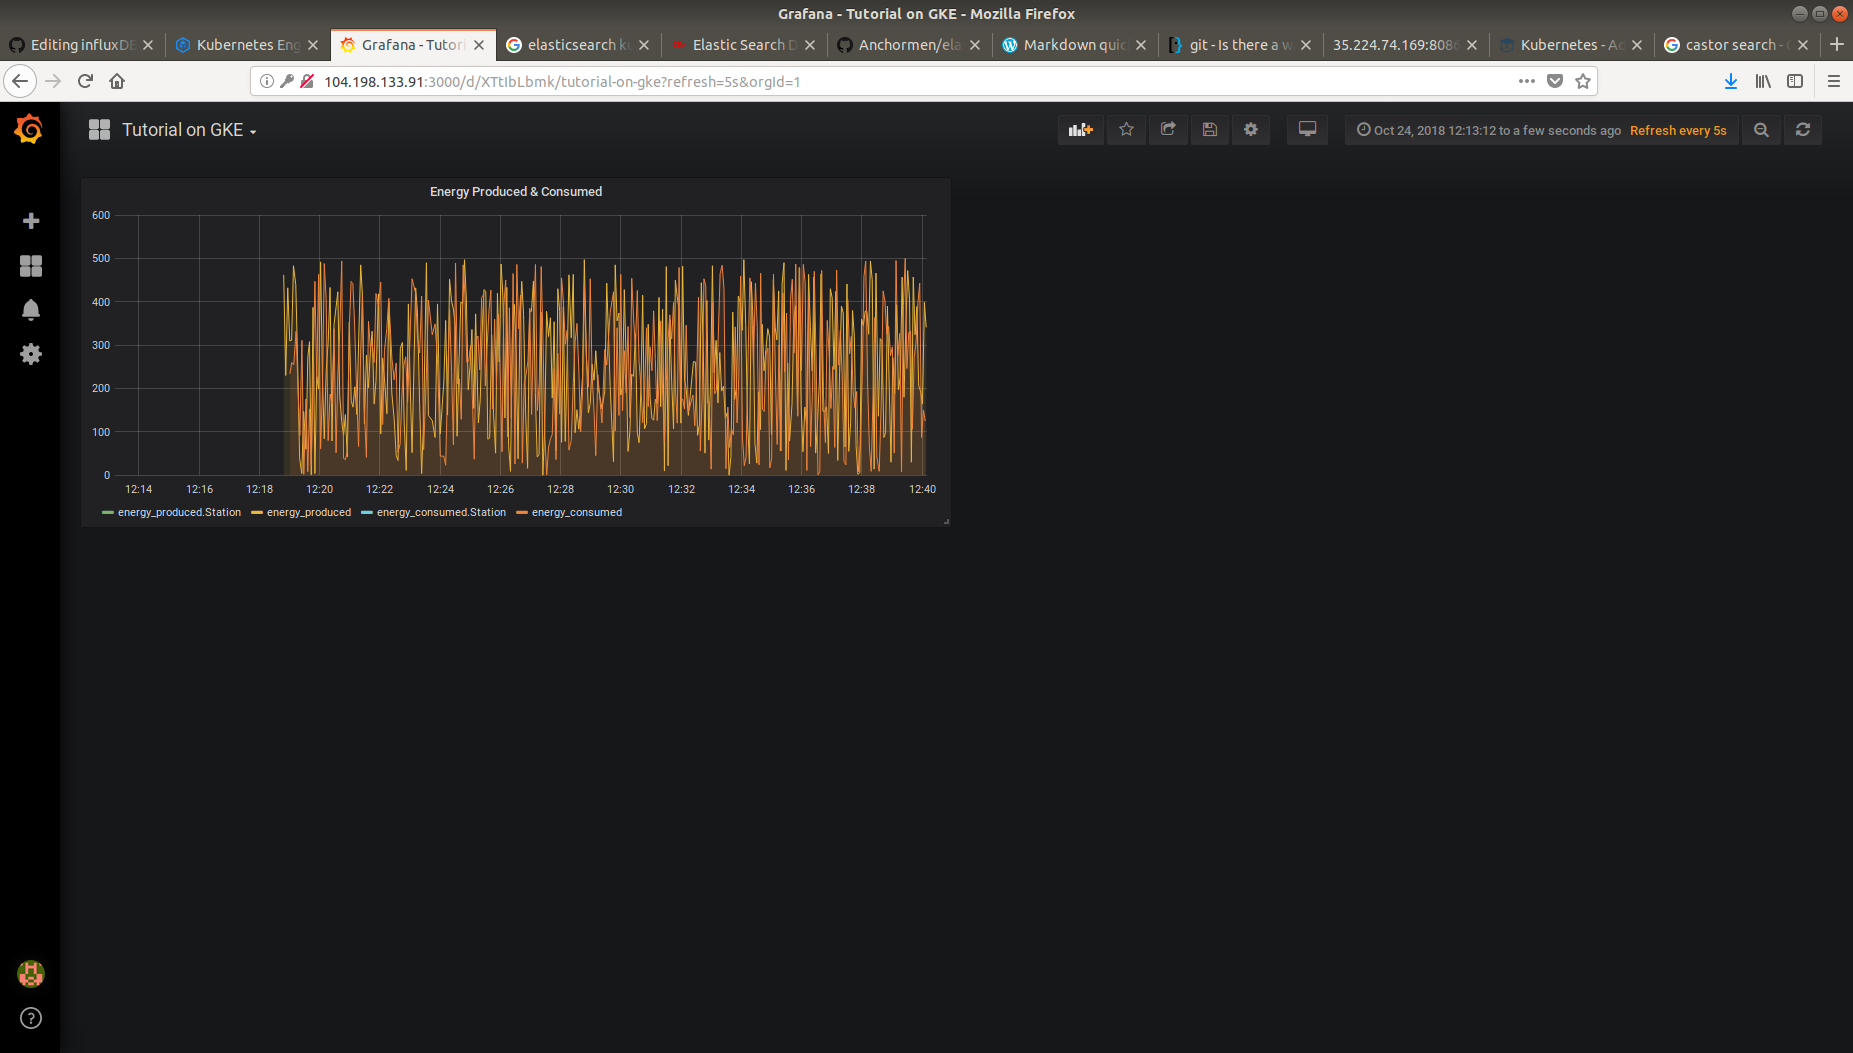 Grafana - Tutorial on GKE - Mozilla Firefox
Editing influxDB
Kubernetes Eng
Grafana - Tutori
elasticsearch ku
Elastic Search D
Anchormen/ela
Markdown quic
git - Is there a w
35.224.74.169:8086
Kubernetes - Ac
castor search - G
104.198.133.91:3000/d/XTtIbLbmk/tutorial-on-gke?refresh=5s&orgId=1
Tutorial on GKE
Oct 24, 2018 12:13:12 to a few seconds ago Refresh every 5s
Energy Produced & Consumed
600
500
400
300
200
100
0
12:14 12:16 12:18 12:20 12:22 12:24 12:26 12:28 12:30 12:32 12:34 12:36 12:38 12:40
energy_produced.Station energy_produced energy_consumed.Station energy_consumed